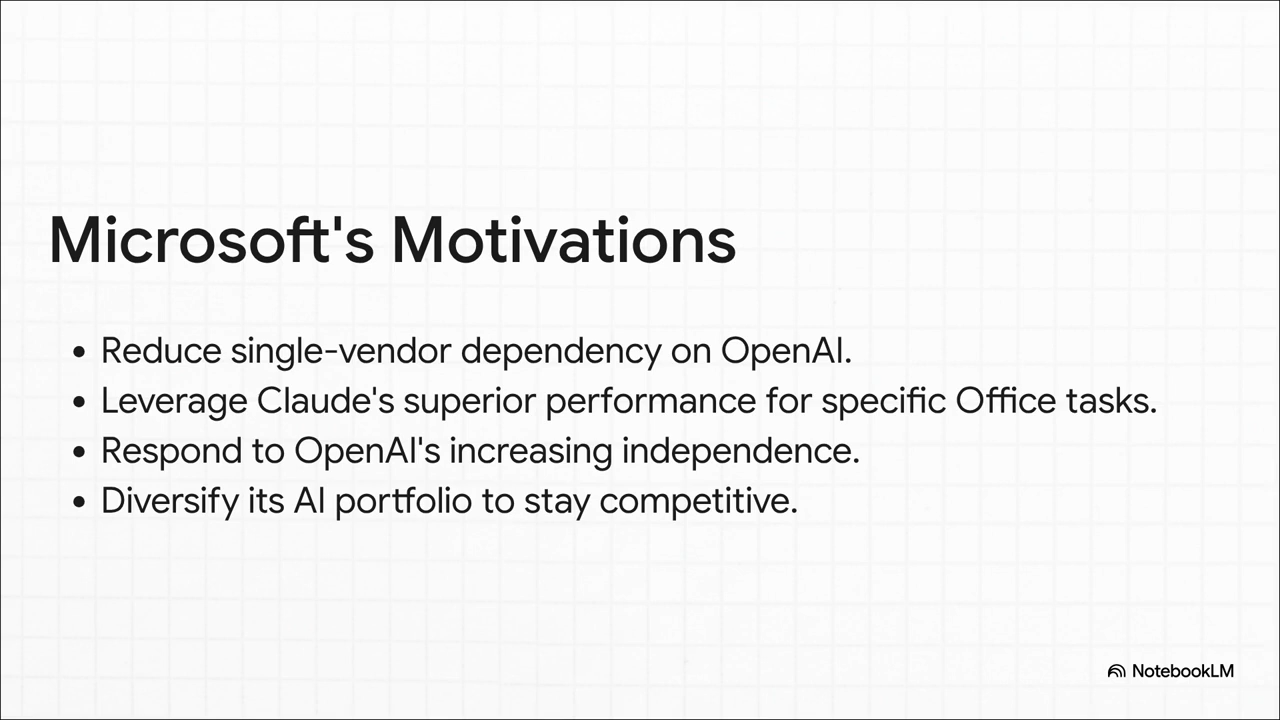 Microsoft's Motivations
• Reduce single-vendor dependency on OpenAI.
• Leverage Claude's superior performance for specific Office tasks.
• Respond to OpenAI's increasing independence.
• Diversify its AI portfolio to stay competitive.
NotebookLM